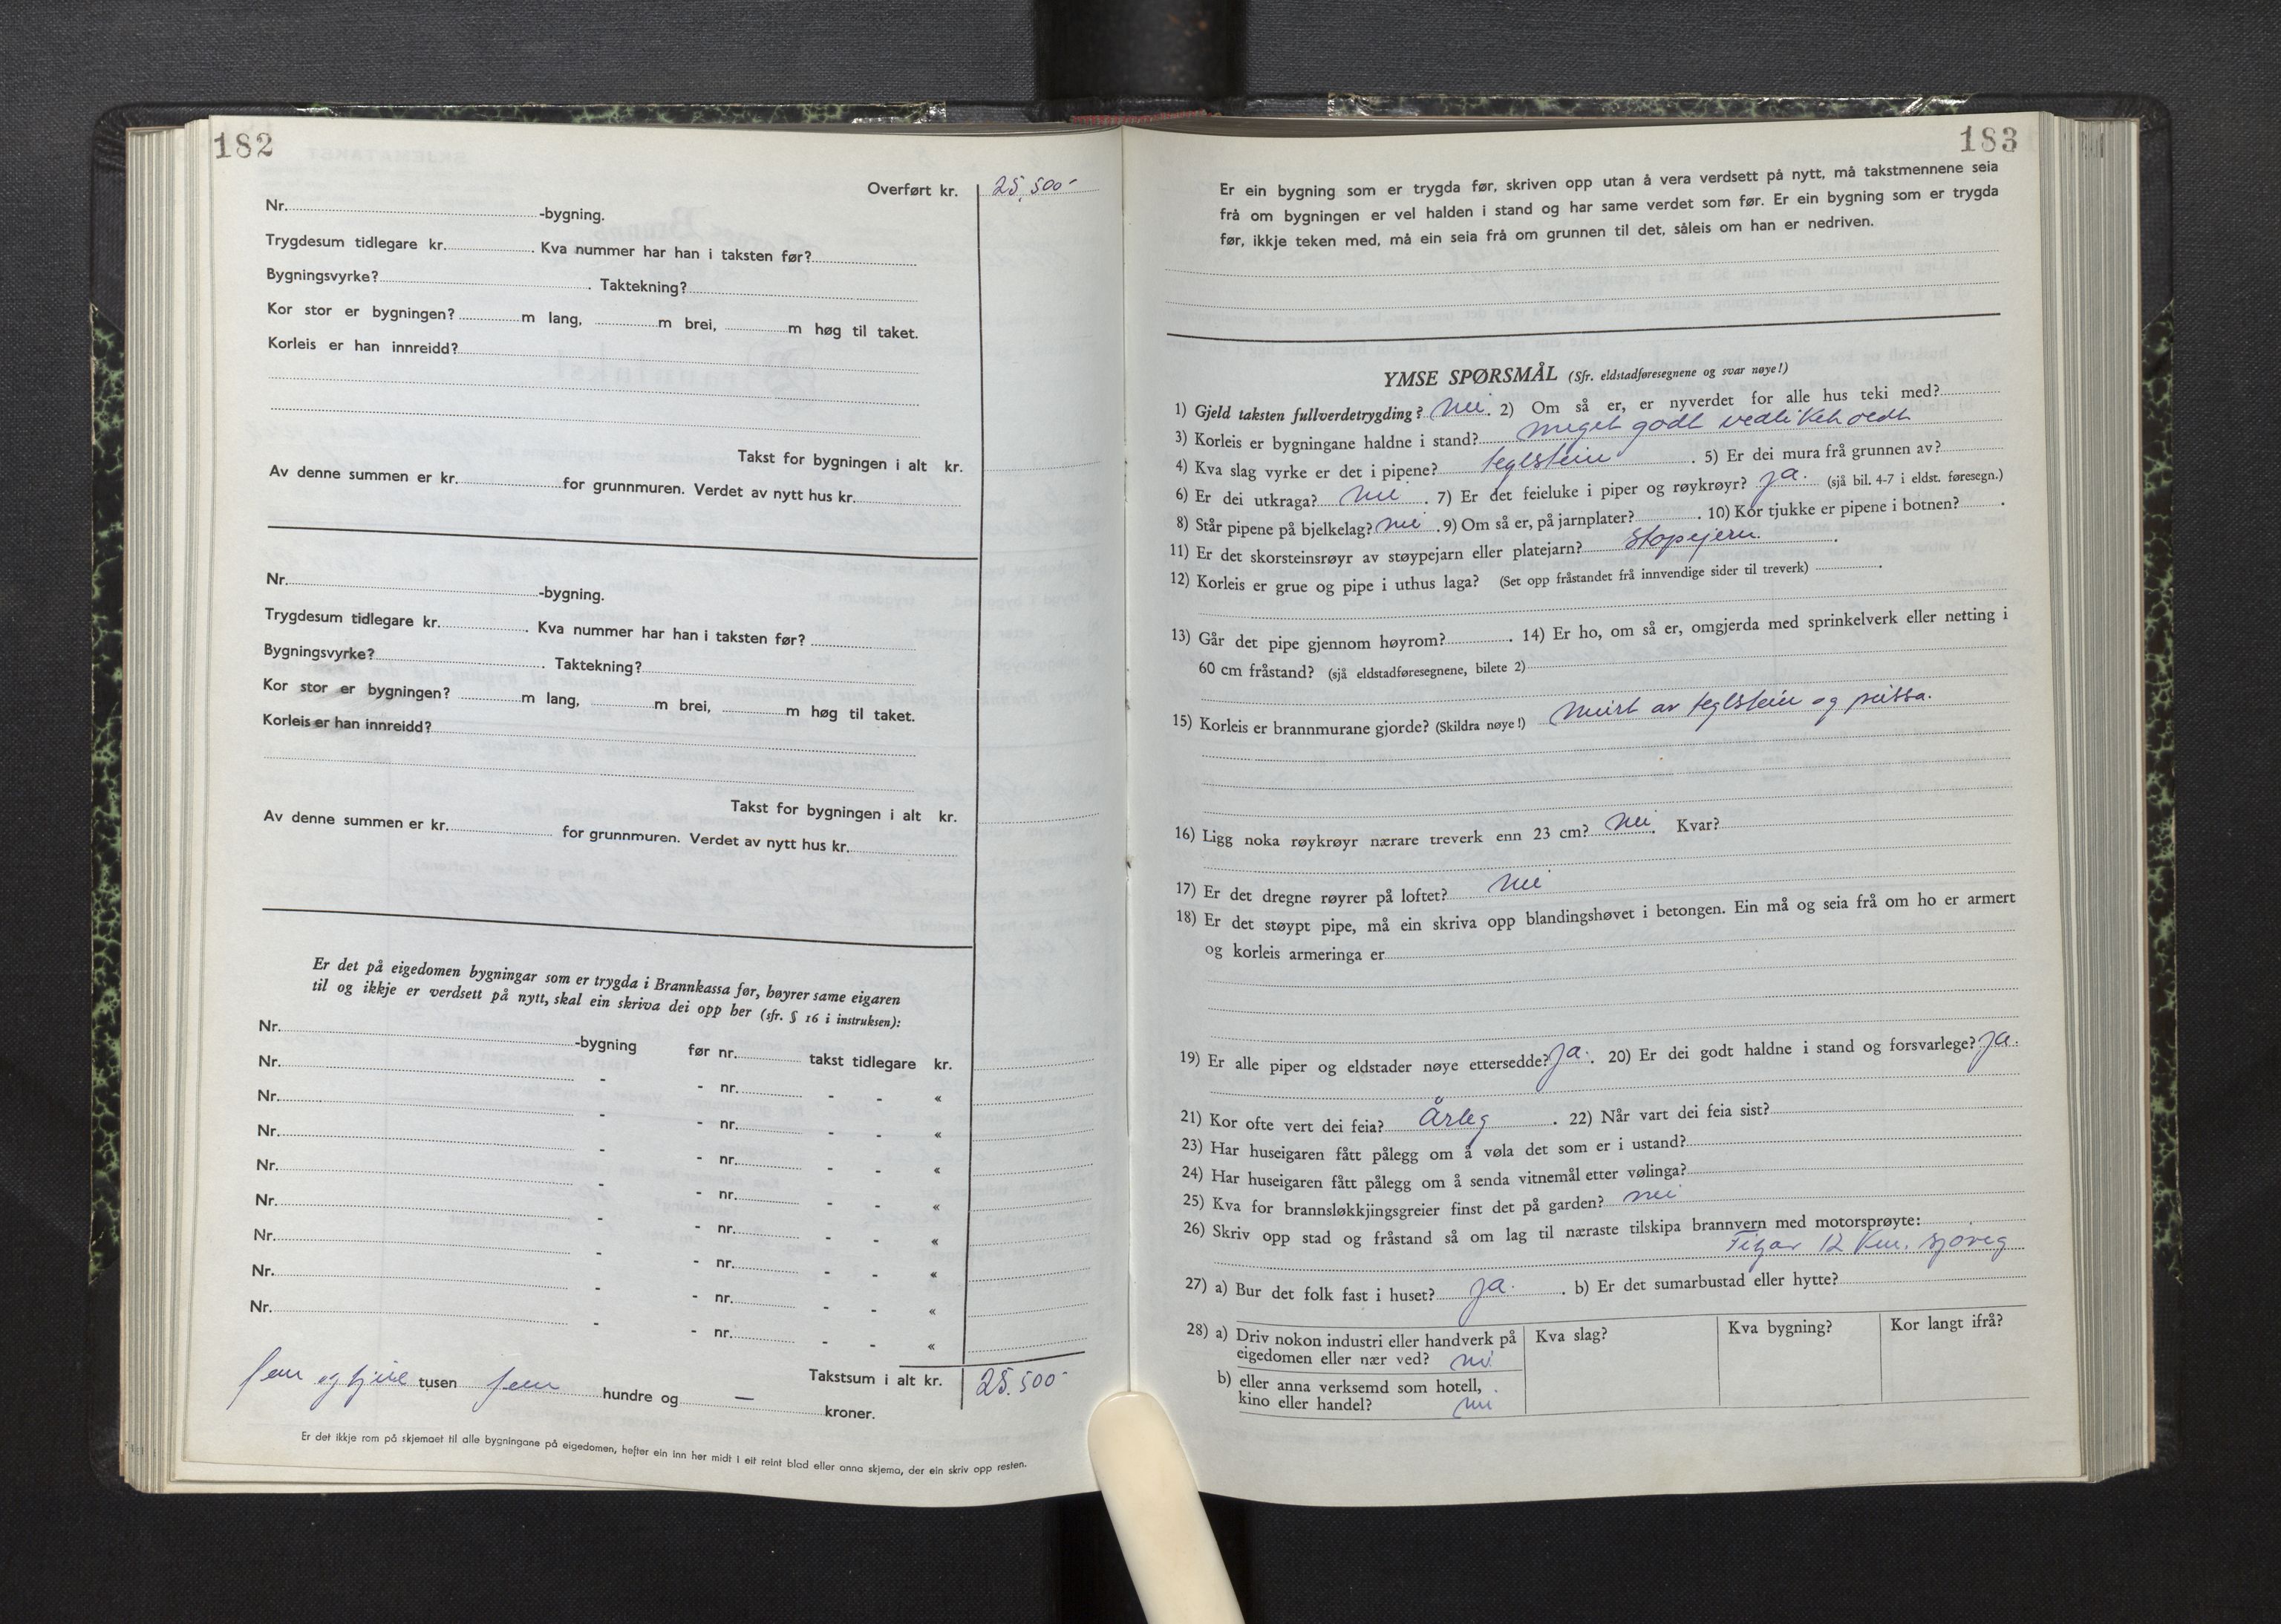 182
Overført kr. 25,500-
Nr. -bygning.
Trygdesum tidlegare kr. . Kva nummer har han i taksten før?
Bygningsvyrke? . Taktekning?
Kor stor er bygningen? m lang, m brei, m høg til taket.
Korleis er han innreidd?
Takst for bygningen i alt kr.
Av denne summen er kr. for grunnmuren. Verdet av nytt hus kr.
Nr. -bygning.
Trygdesum tidlegare kr. . Kva nummer har han i taksten før?
Bygningsvyrke? . Taktekning?
Kor stor er bygningen? m lang, m brei, m høg til taket.
Korleis er han innreidd?
Takst for bygningen i alt kr.
Av denne summen er kr. for grunnmuren. Verdet av nytt hus kr.
Er det på eigedomen bygningar som er trygda i Brannkassa før, høyrer same eigaren
til og ikkje er verdsett på nytt, skal ein skriva dei opp her (sfr. § 16 i instruksen):
Nr. -bygning før nr. takst tidlegare kr.
Nr. - - nr. - - «
Nr. - - nr. - - «
Nr. - - nr. - - «
Nr. - - nr. - - «
Nr. - - nr. - - «
Nr. - - nr. - - «
Nr. - - nr. - - «
Nr. - - nr. - - «
Takstsum i alt kr. 25.500-
fem og tjue tusen fem hundre og — kroner.
Er det ikkje rom på skjemaet til alle bygningane på eigedomen, hefter ein inn her midt i eit reint blad eller anna skjema, der ein skriv opp resten.
183
Er ein bygning som er trygda før, skriven opp utan å vera verdsett på nytt, må takstmennene seia
frå om bygningen er vel halden i stand og har same verdet som før. Er ein bygning som er trygda
før, ikkje teken med, må ein seia frå om grunnen til det, såleis om han er nedriven.
YMSE SPØRSMÅL (Sfr. eldstadføresegnene og svar nøye!)
1) Gjeld taksten fullverdetrygding? nei. 2) Om så er, er nyverdet for alle hus teki med?
3) Korleis er bygningane haldne i stand? meget godt vedlikeholdt
4) Kva slag vyrke er det i pipene? teglstein . 5) Er dei mura frå grunnen av?
6) Er dei utkraga? nei . 7) Er det feieluke i piper og røykrøyr? ja. (sjå bil. 4-7 i eldst. føresegn.)
8) Står pipene på bjelkelag? nei . 9) Om så er, på jarnplater? . 10) Kor tjukke er pipene i botnen? .
11) Er det skorsteinsrøyr av støypejarn eller platejarn? Støpejern. .
12) Korleis er grue og pipe i uthus laga? (Set opp fråstandet frå innvendige sider til treverk) .
13) Går det pipe gjennom høyrom? . 14) Er ho, om så er, omgjerda med sprinkelverk eller netting i
60 cm fråstand? (sjå eldstadføresegnene, bilete 2)
15) Korleis er brannmurane gjorde? (Skildra nøye!) Murt av teglstein og pussa.
16) Ligg noka røykrøyr nærare treverk enn 23 cm? nei. Kvar?
17) Er det dregne røyrer på loftet? nei
18) Er det støypt pipe, må ein skriva opp blandingshøvet i betongen. Ein må og seia frå om ho er armert
og korleis armeringa er
19) Er alle piper og eldstader nøye ettersedde? ja. . 20) Er dei godt haldne i stand og forsvarlege? ja.
21) Kor ofte vert dei feia? Årleg . 22) Når vart dei feia sist?
23) Har huseigaren fått pålegg om å vøla det som er i ustand?
24) Har huseigaren fått pålegg om å senda vitnemål etter vølinga?
25) Kva for brannsløkkjingsgreier finst det på garden? nei
26) Skriv opp stad og fråstand så om lag til næraste tilskipa brannvern med motorsprøyte:
12 km. sjøveg
27) a) Bur det folk fast i huset? ja. . b) Er det sumarbustad eller hytte?
28) a) Driv nokon industri eller handverk på
eigedomen eller nær ved? nei
Kva slag? Kva bygning? Kor langt ifrå?
b) eller anna verksemd som hotell,
kino eller handel? nei